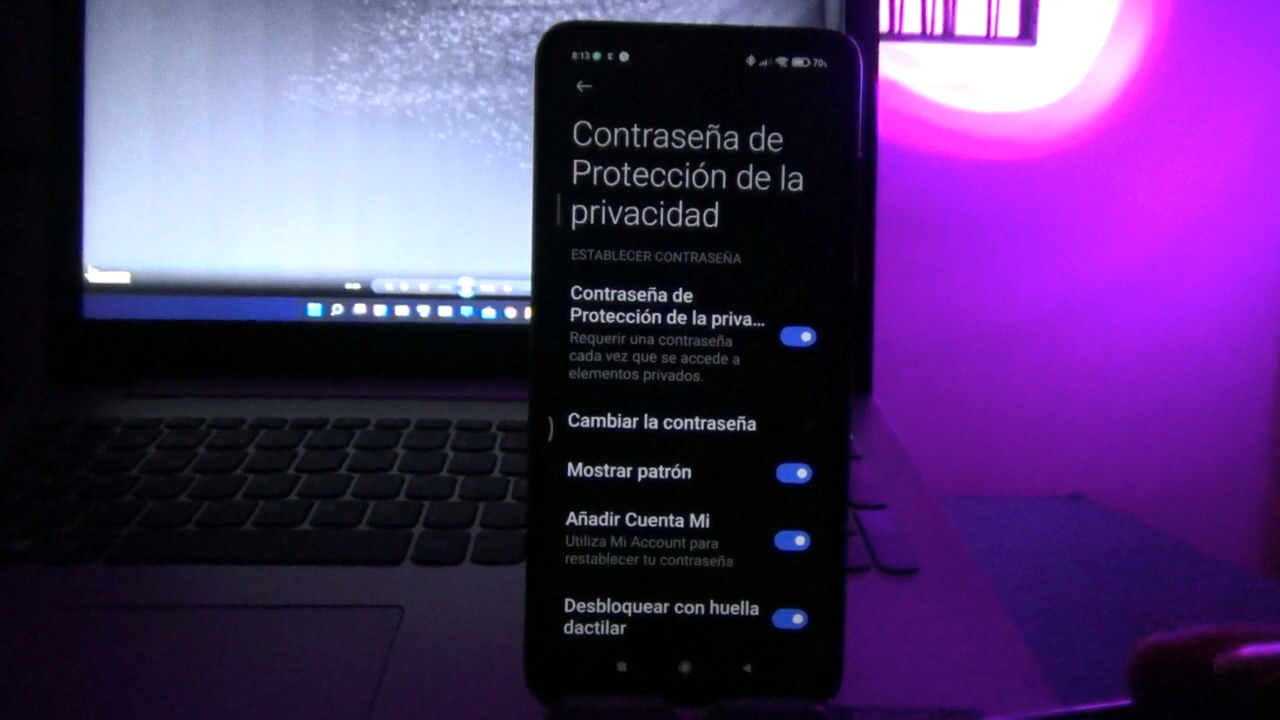 8:13
70%
Contraseña de
Protección de la
privacidad
ESTABLECER CONTRASEÑA
Contraseña de
Protección de la priva...
Requerir una contraseña
cada vez que se accede a
elementos privados.
Cambiar la contraseña
Mostrar patrón
Añadir Cuenta Mi
Utiliza Mi Account para
restablecer tu contraseña
Desbloquear con huella
dactilar